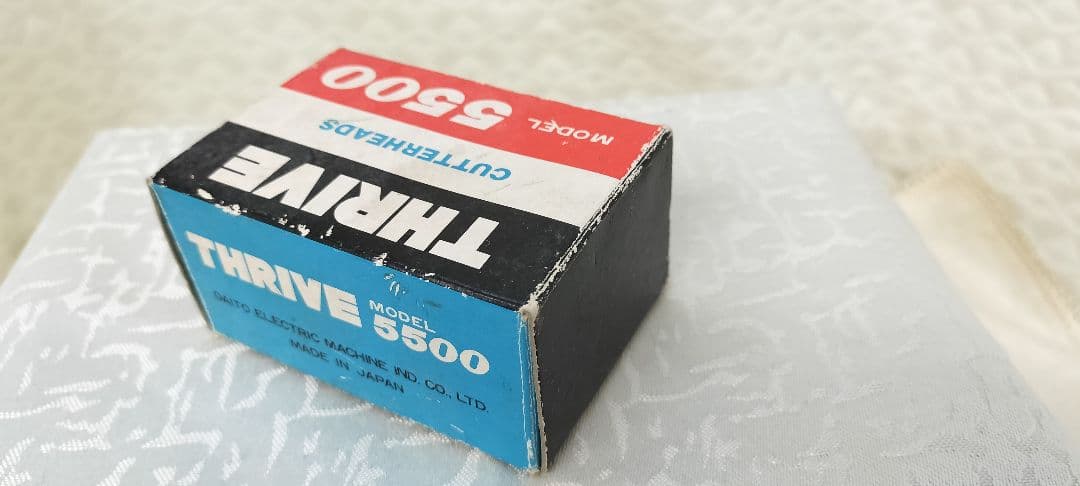 MODEL 5500
CUTTERHEADS
THRIVE
THRIVE MODEL 5500
DAITO ELECTRIC MACHINE IND. CO., LTD.
MADE IN JAPAN